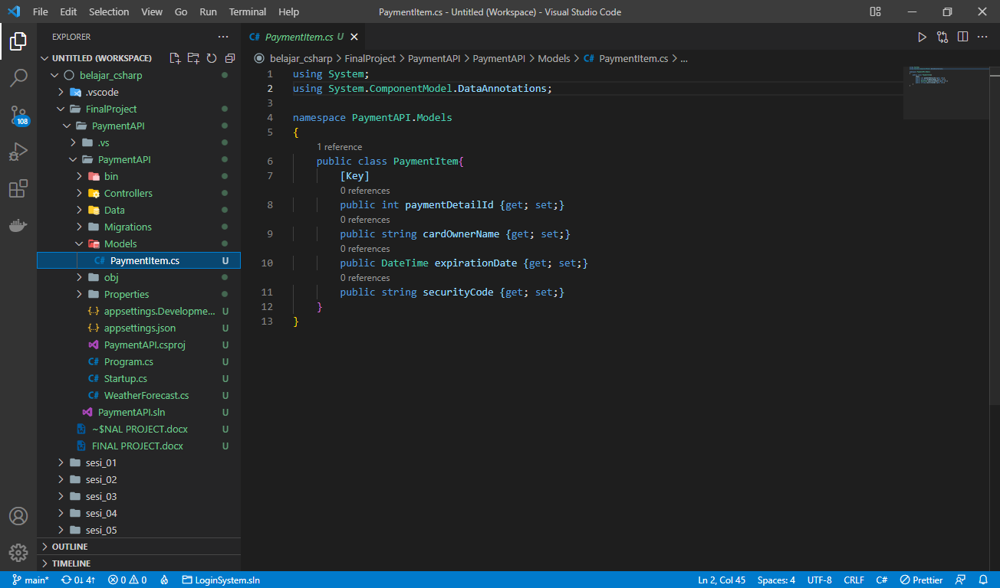 File Edit Selection View Go Run Terminal Help PaymentItem.cs - Untitled (Workspace) - Visual Studio Code
EXPLORER
UNTITLED (WORKSPACE)
belajar_csharp
.vscode
FinalProject
PaymentAPI
.vs
PaymentAPI
bin
Controllers
Data
Migrations
Models
C# PaymentItem.cs U
obj
Properties
{..} appsettings.Developme... U
{..} appsettings.json U
PaymentAPI.csproj U
C# Program.cs U
C# Startup.cs U
C# WeatherForecast.cs U
PaymentAPI.sln U
~$NAL PROJECT.docx U
FINAL PROJECT.docx U
sesi_01
sesi_02
sesi_03
sesi_04
sesi_05
OUTLINE
TIMELINE
108
C# PaymentItem.cs U
belajar_csharp > FinalProject > PaymentAPI > PaymentAPI > Models > C# PaymentItem.cs > ...
1 using System;
2 using System.ComponentModel.DataAnnotations;
3
4 namespace PaymentAPI.Models
5 {
1 reference
6 public class PaymentItem{
7 [Key]
0 references
8 public int paymentDetailId {get; set;}
0 references
9 public string cardOwnerName {get; set;}
0 references
10 public DateTime expirationDate {get; set;}
0 references
11 public string securityCode {get; set;}
12 }
13 }
main* 0↓ 4↑ 0 0 LoginSystem.sln Ln 2, Col 45 Spaces: 4 UTF-8 CRLF C# Prettier